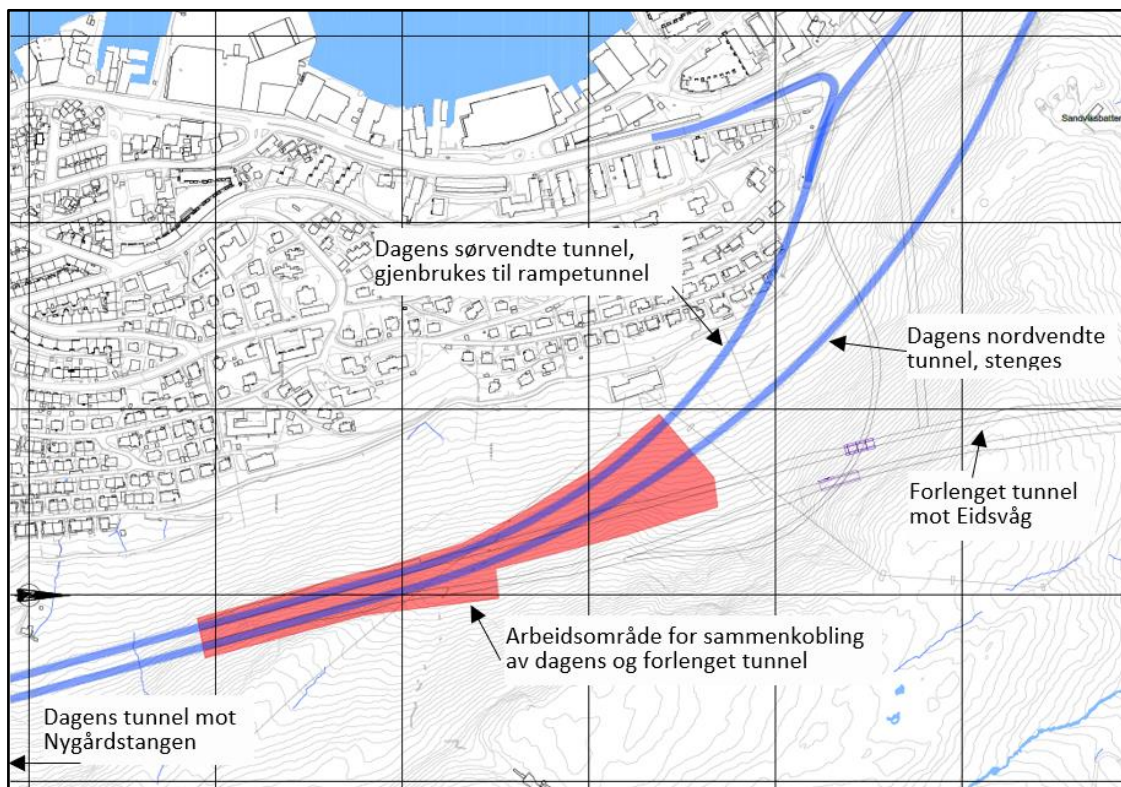 Sandviksbatter
Dagens sørvendte tunnel,
gjenbrukes til rampetunnel
Dagens nordvendte
tunnel, stenges
Forlenget tunnel
mot Eidsvåg
Arbeidsområde for sammenkobling
av dagens og forlenget tunnel
Dagens tunnel mot
Nygårdstangen